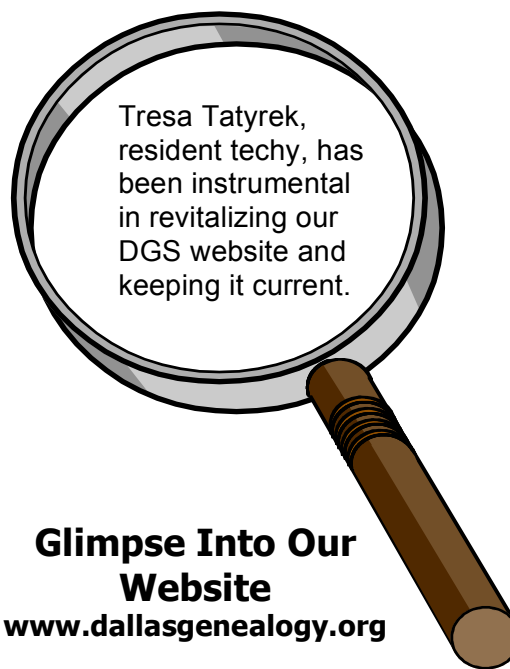 Tresa Tatyrek,
resident techy, has
been instrumental
in revitalizing our
DGS website and
keeping it current.
Glimpse Into Our
Website
www.dallasgenealogy.org